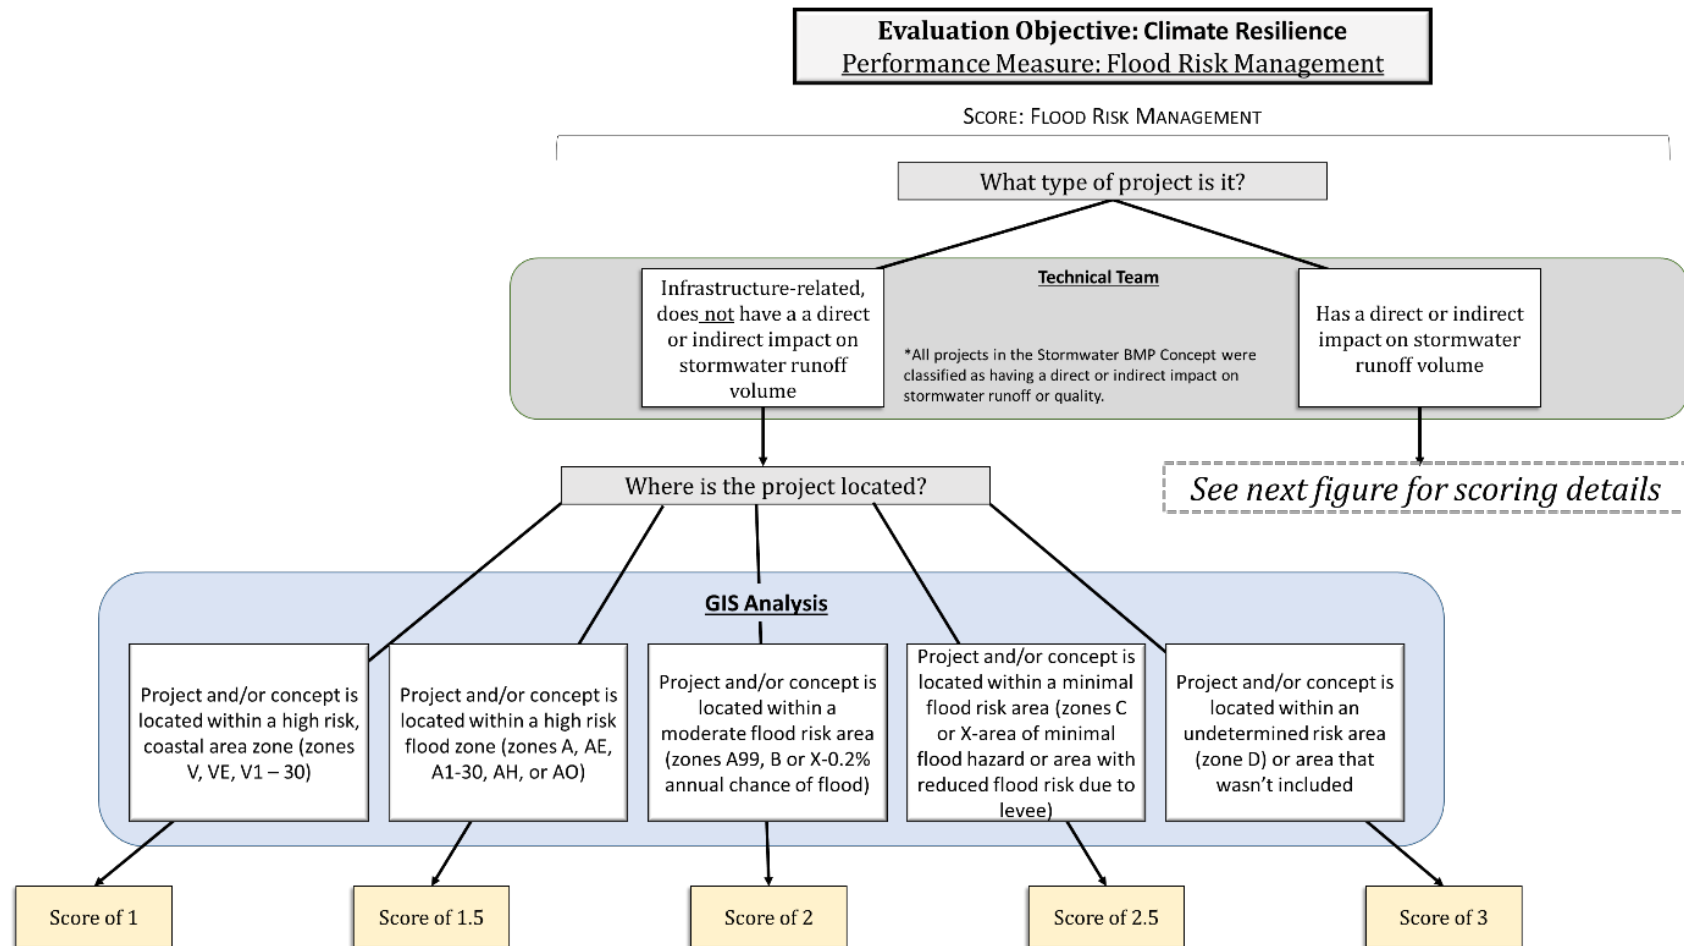 Evaluation Objective: Climate Resilience
Performance Measure: Flood Risk Management
SCORE: FLOOD RISK MANAGEMENT
What type of project is it?
Technical Team
Infrastructure-related,
does not have a a direct
or indirect impact on
stormwater runoff
volume
*All projects in the Stormwater BMP Concept were
classified as having a direct or indirect impact on
stormwater runoff or quality.
Has a direct or indirect
impact on stormwater
runoff volume
Where is the project located?
See next figure for scoring details
GIS Analysis
Project and/or concept is
located within a high risk,
coastal area zone (zones
V, VE, V1 – 30)
Project and/or concept is
located within a high risk
flood zone (zones A, AE,
A1-30, AH, or AO)
Project and/or concept is
located within a
moderate flood risk area
(zones A99, B or X-0.2%
annual chance of flood)
Project and/or concept is
located within a minimal
flood risk area (zones C
or X-area of minimal
flood hazard or area with
reduced flood risk due to
levee)
Project and/or concept is
located within an
undetermined risk area
(zone D) or area that
wasn't included
Score of 1
Score of 1.5
Score of 2
Score of 2.5
Score of 3